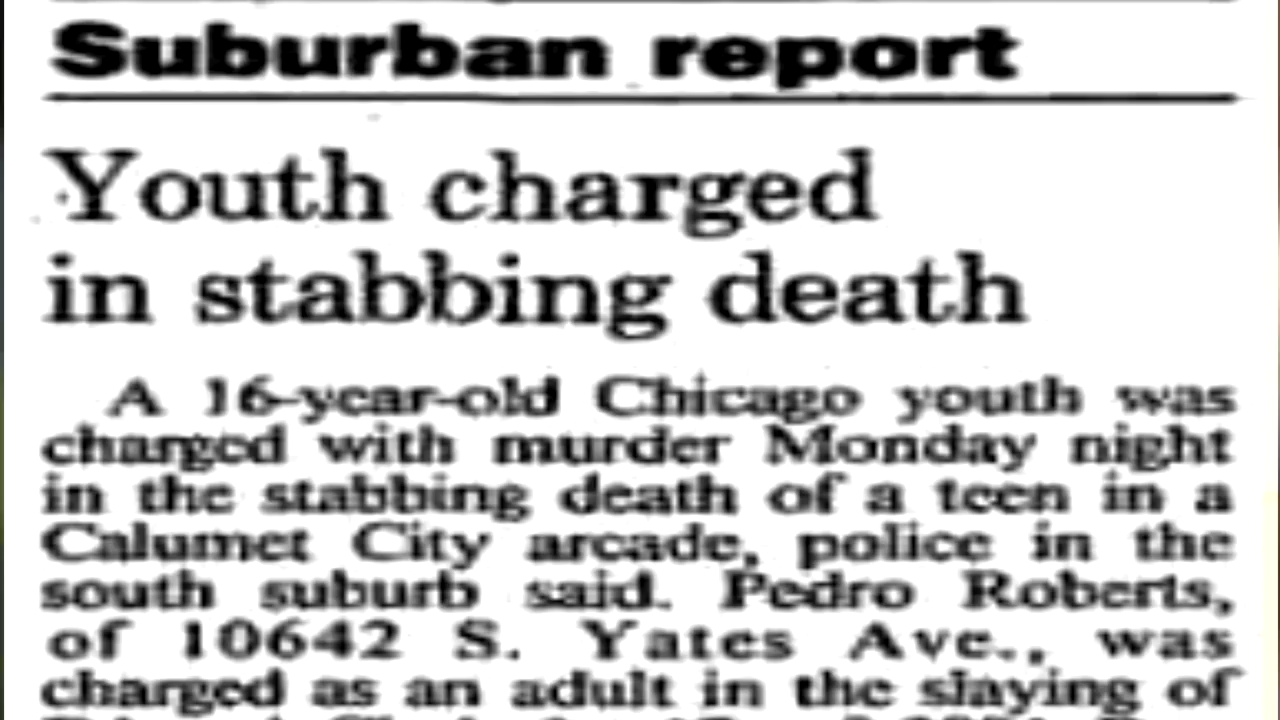 Suburban report
Youth charged
in stabbing death
A 16-year-old Chicago youth was
charged with murder Monday night
in the stabbing death of a teen in a
Calumet City arcade, police in the
south suburb said. Pedro Roberts,
of 10642 S. Yates Ave., was
charged as an adult in the slaying of